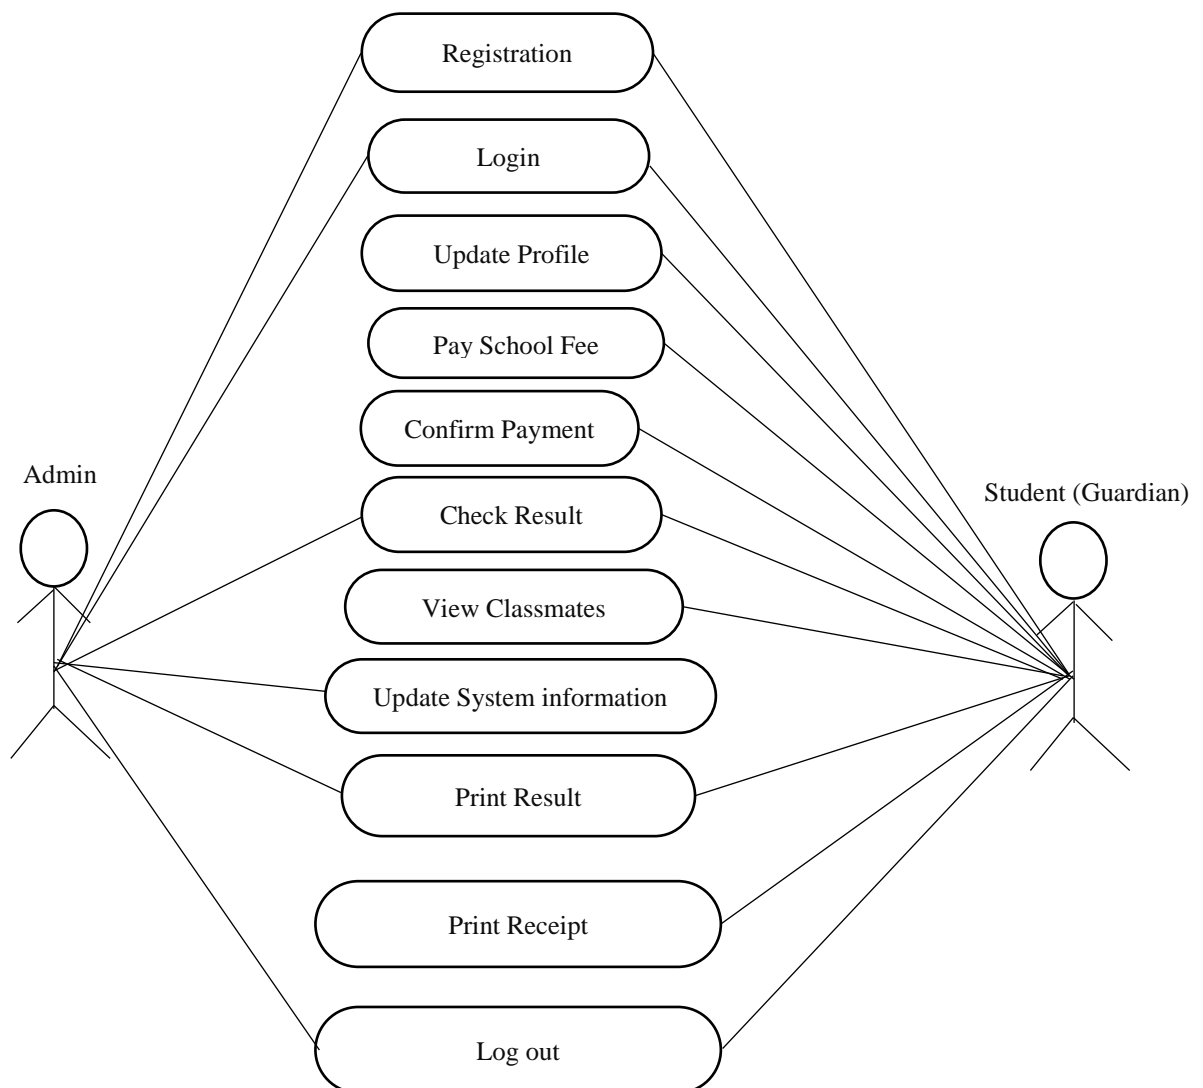 Registration
Login
Update Profile
Pay School Fee
Confirm Payment
Admin
Student (Guardian)
Check Result
View Classmates
Update System information
Print Result
Print Receipt
Log out